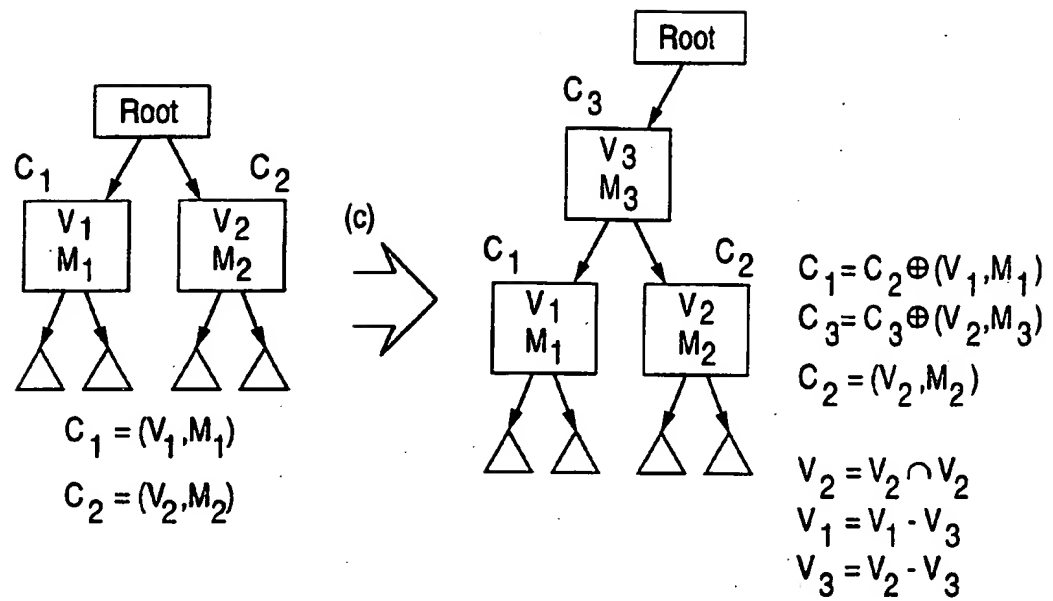 Root
C₁
C₂
V₁
M₁
V₂
M₂
C₁ = (V₁,M₁)
C₂ = (V₂,M₂)
(c)
Root
C₃
V₃
M₃
C₁
C₂
V₁
M₁
V₂
M₂
C₁ = C₂ ⊕ (V₁,M₁)
C₃ = C₃ ⊕ (V₂,M₃)
C₂ = (V₂,M₂)
V₂ = V₂ ∩ V₂
V₁ = V₁ - V₃
V₃ = V₂ - V₃